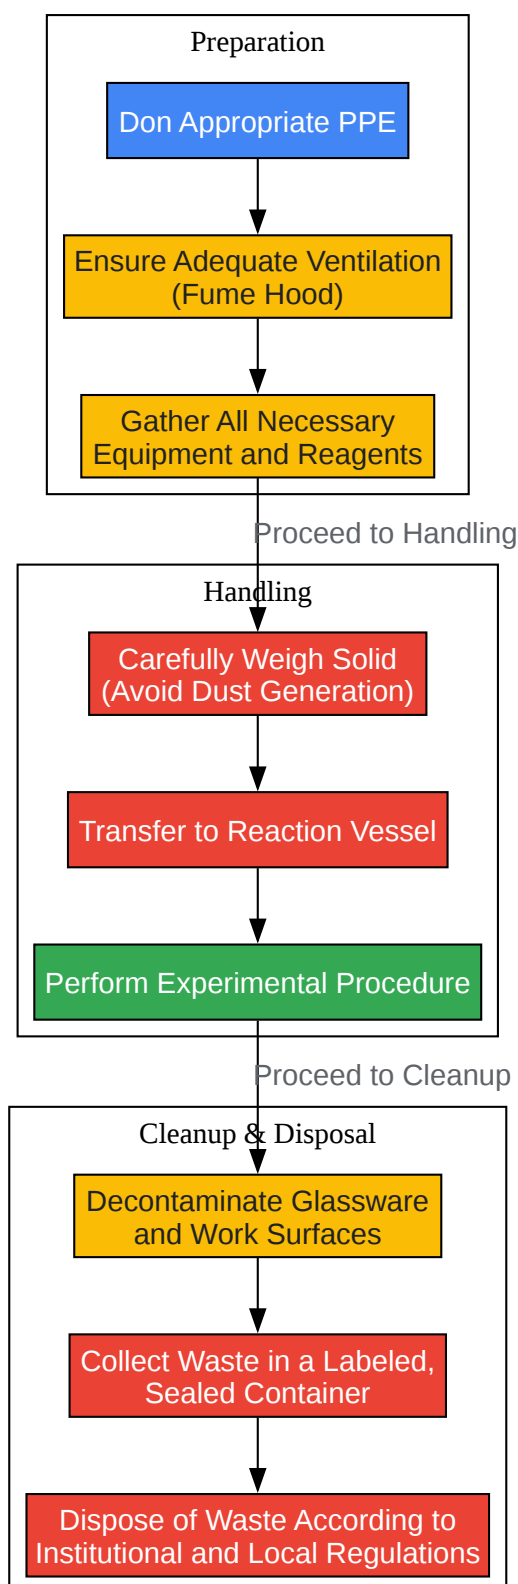 Preparation
Don Appropriate PPE
Ensure Adequate Ventilation
(Fume Hood)
Gather All Necessary
Equipment and Reagents
Proceed to Handling
Handling
Carefully Weigh Solid
(Avoid Dust Generation)
Transfer to Reaction Vessel
Perform Experimental Procedure
Proceed to Cleanup
Cleanup & Disposal
Decontaminate Glassware
and Work Surfaces
Collect Waste in a Labeled,
Sealed Container
Dispose of Waste According to
Institutional and Local Regulations